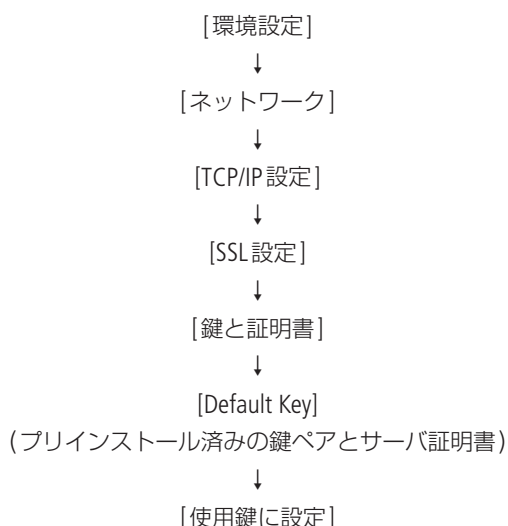 [環境設定]
↓
[ネットワーク]
↓
[TCP/IP設定]
↓
[SSL設定]
↓
[鍵と証明書]
↓
[Default Key]
(プリインストール済みの鍵ペアとサーバ証明書)
↓
[使用鍵に設定]